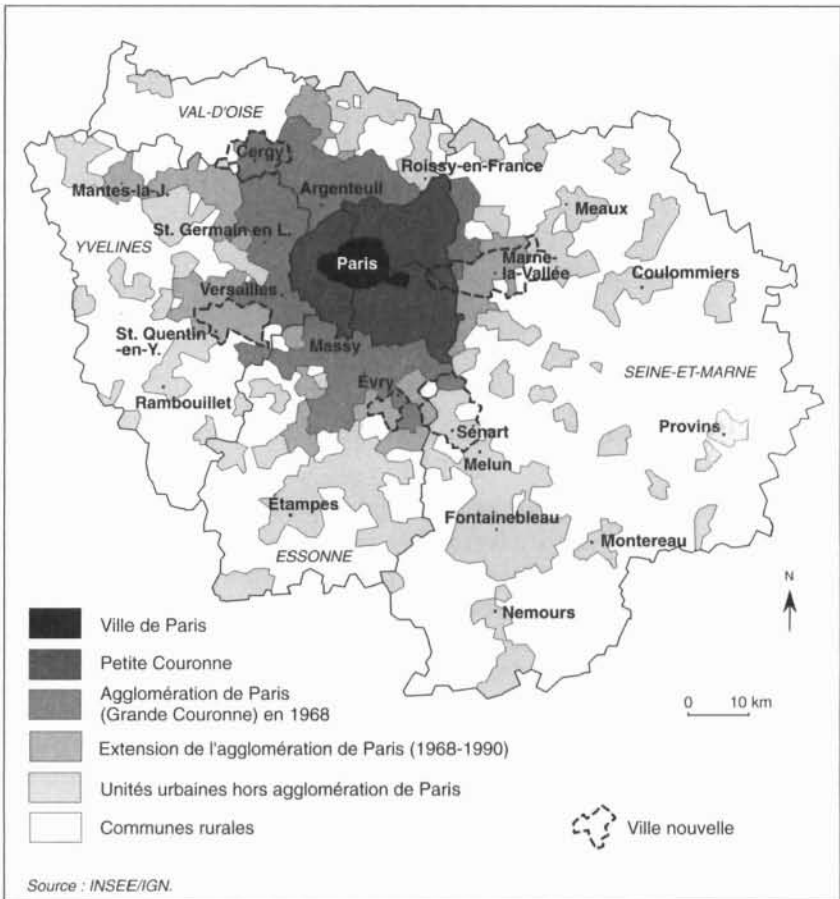 VAL-D'OISE
Cergy
Roissy-en-France
Mantes-la-J.
Argenteuil
Meaux
St. Germain en L.
YVELINES
Paris
Marne-
la-Vallée
Coulommiers
Versailles
St. Quentin
-en-Y.
Massy
SEINE-ET-MARNE
Évry
Rambouillet
Sénart
Provins
Melun
Étampes
Fontainebleau
Montereau
ESSONNE
N
Nemours
Ville de Paris
Petite Couronne
0 10 km
Agglomération de Paris
(Grande Couronne) en 1968
Extension de l'agglomération de Paris (1968-1990)
Unités urbaines hors agglomération de Paris
Communes rurales
Ville nouvelle
Source : INSEE/IGN.